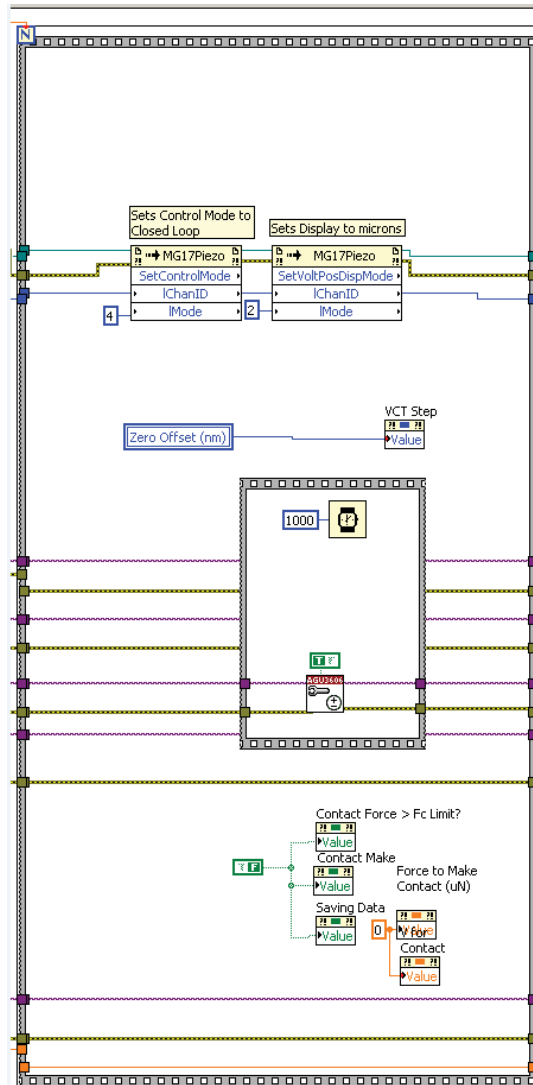 N
Sets Control Mode to
Closed Loop
Sets Display to microns
MG17Piezo
MG17Piezo
SetControlMode
SetVoltPosDispMode
lChanID
lChanID
4
lMode
2
lMode
VCT Step
Zero Offset (nm)
Value
1000
T
AGU3606
Contact Force > Fc Limit?
Value
F
Contact Make
Value
Force to Make
Contact (uN)
Saving Data
Value
0
Value
V for
Contact
Value